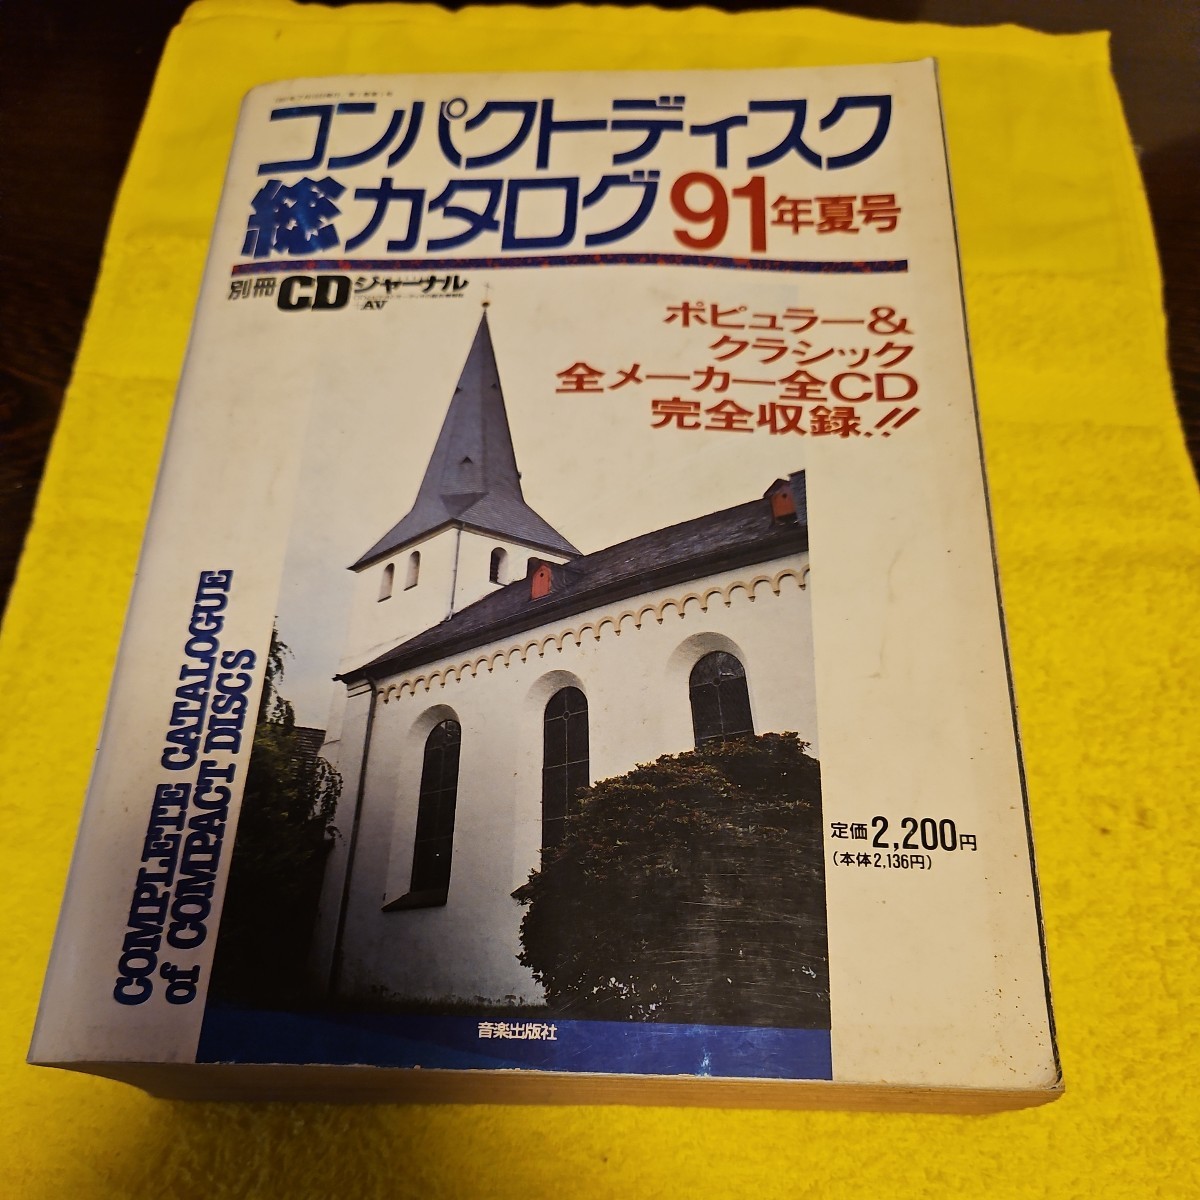 コンパクトディスク
総カタログ 91年夏号
別冊CDジャーナル
AV
ポピュラー&
クラシック
全メーカー全CD
完全収録!!
COMPLETE CATALOGUE
of COMPACT DISCS
定価2,200円
(本体2,136円)
音楽出版社